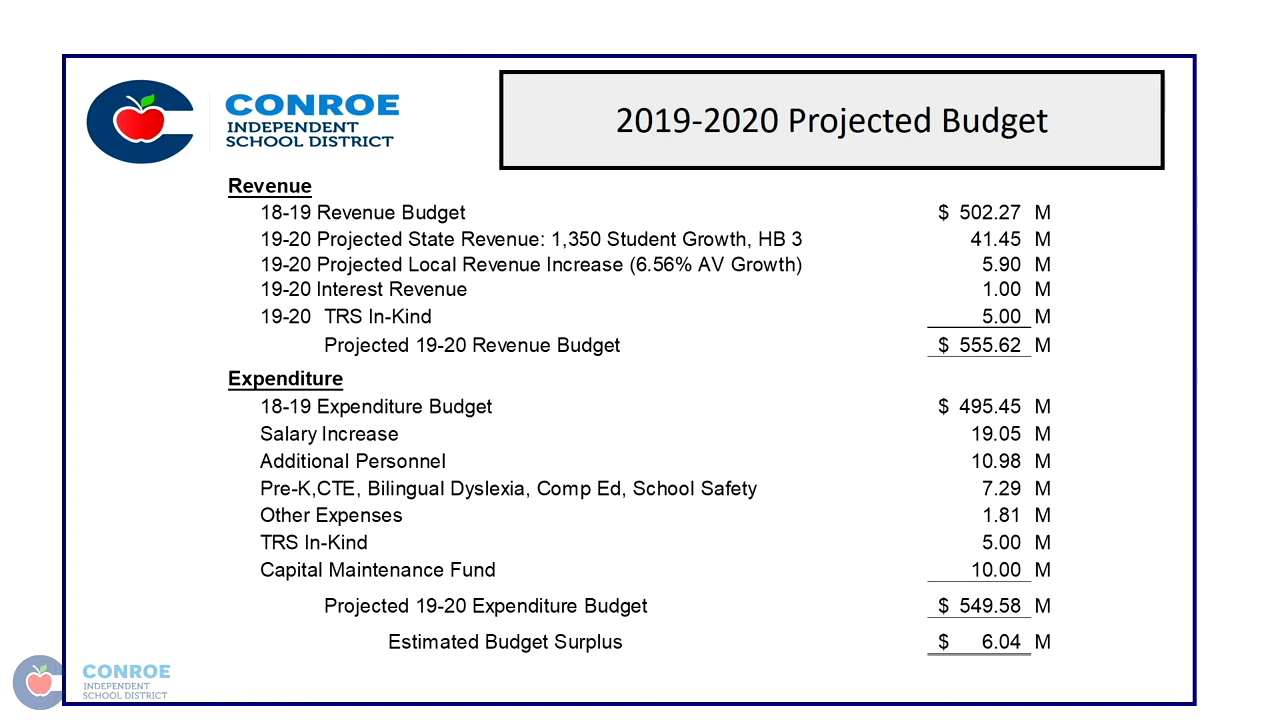 CONROE
INDEPENDENT
SCHOOL DISTRICT
2019-2020 Projected Budget
Revenue
18-19 Revenue Budget $ 502.27 M
19-20 Projected State Revenue: 1,350 Student Growth, HB 3 41.45 M
19-20 Projected Local Revenue Increase (6.56% AV Growth) 5.90 M
19-20 Interest Revenue 1.00 M
19-20 TRS In-Kind 5.00 M
Projected 19-20 Revenue Budget $ 555.62 M
Expenditure
18-19 Expenditure Budget $ 495.45 M
Salary Increase 19.05 M
Additional Personnel 10.98 M
Pre-K,CTE, Bilingual Dyslexia, Comp Ed, School Safety 7.29 M
Other Expenses 1.81 M
TRS In-Kind 5.00 M
Capital Maintenance Fund 10.00 M
Projected 19-20 Expenditure Budget $ 549.58 M
Estimated Budget Surplus $ 6.04 M
CONROE
INDEPENDENT
SCHOOL DISTRICT